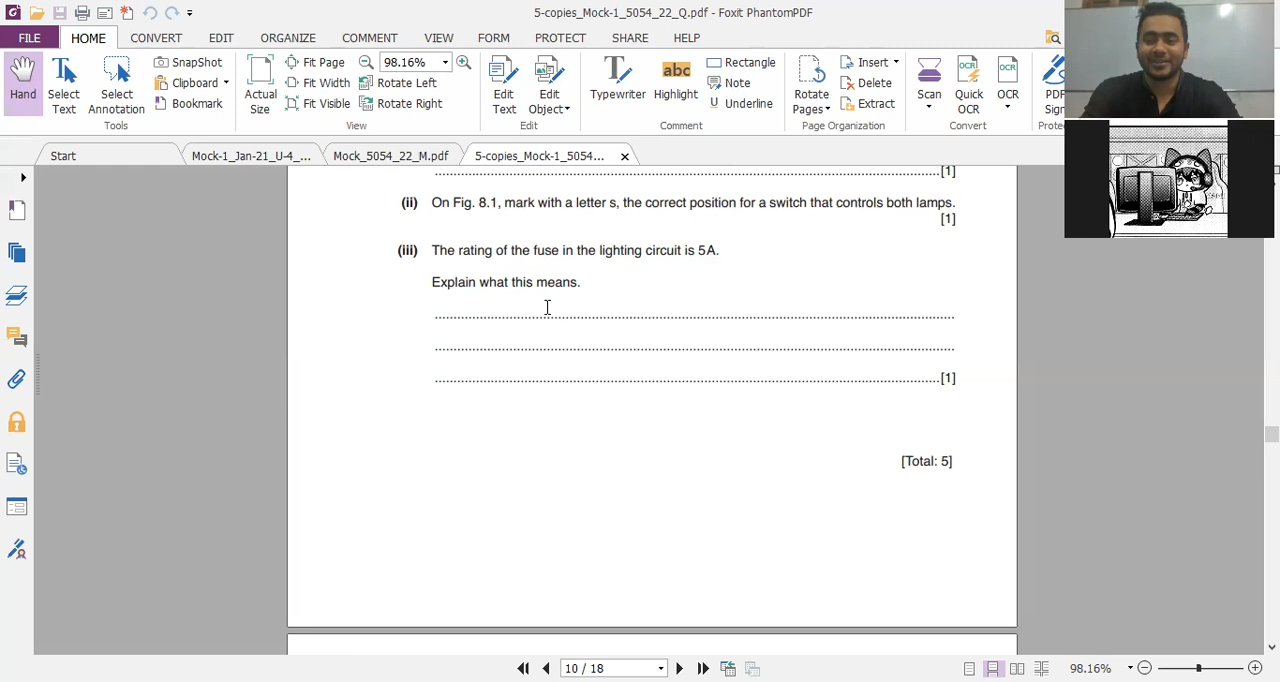 5-copies_Mock-1_5054_22_Q.pdf - Foxit PhantomPDF
FILE HOME CONVERT EDIT ORGANIZE COMMENT VIEW FORM PROTECT SHARE HELP
Hand
Select Text
Select Annotation
SnapShot
Clipboard
Bookmark
Tools
Actual Size
Fit Page
Fit Width
Fit Visible
98.16%
Rotate Left
Rotate Right
View
Edit Text
Edit Object
Edit
Typewriter
Highlight
Rectangle
Note
Underline
Comment
Rotate Pages
Insert
Delete
Extract
Page Organization
Scan
Quick OCR
OCR
Convert
PDF
Sign
Prote
Start Mock-1_Jan-21_U-4_... Mock_5054_22_M.pdf 5-copies_Mock-1_5054...
[1]
(ii) On Fig. 8.1, mark with a letter s, the correct position for a switch that controls both lamps.
[1]
(iii) The rating of the fuse in the lighting circuit is 5A.
Explain what this means.
[1]
[Total: 5]
10 / 18
98.16%